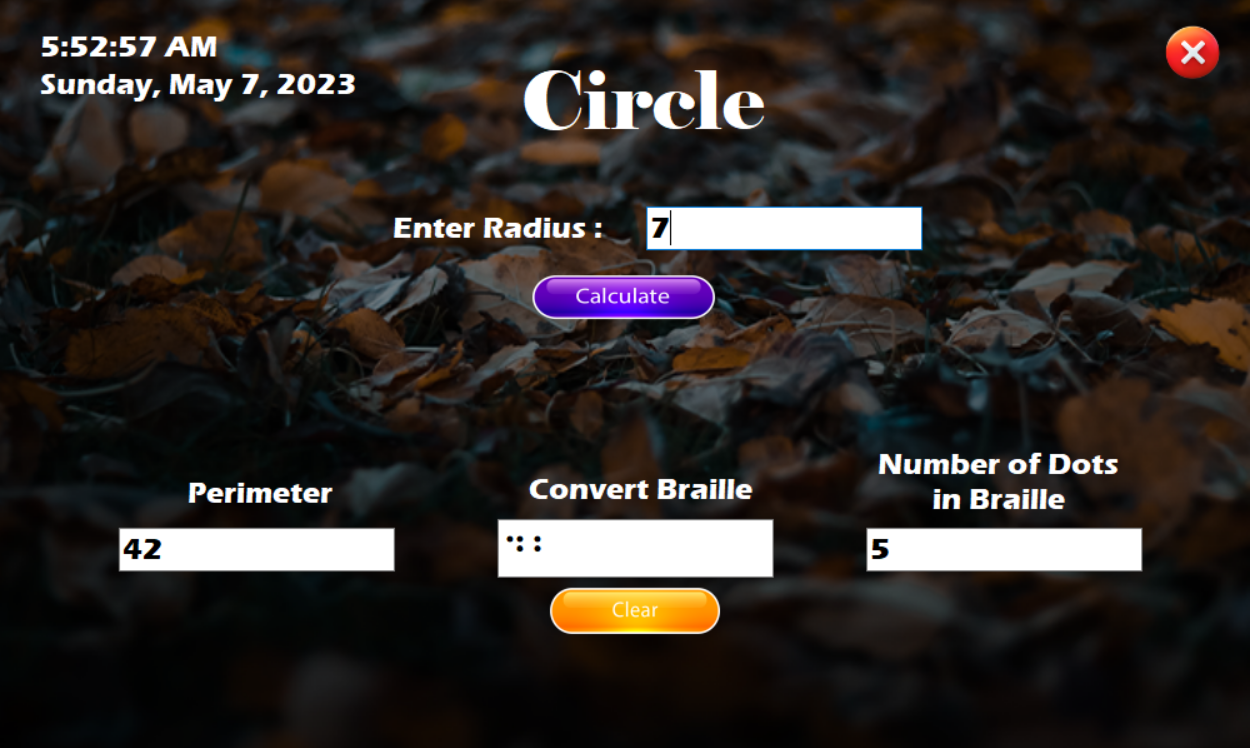 5:52:57 AM
Sunday, May 7, 2023
Circle
Enter Radius : 7
Calculate
Perimeter
42
Convert Braille
⠙⠃
Number of Dots
in Braille
5
Clear